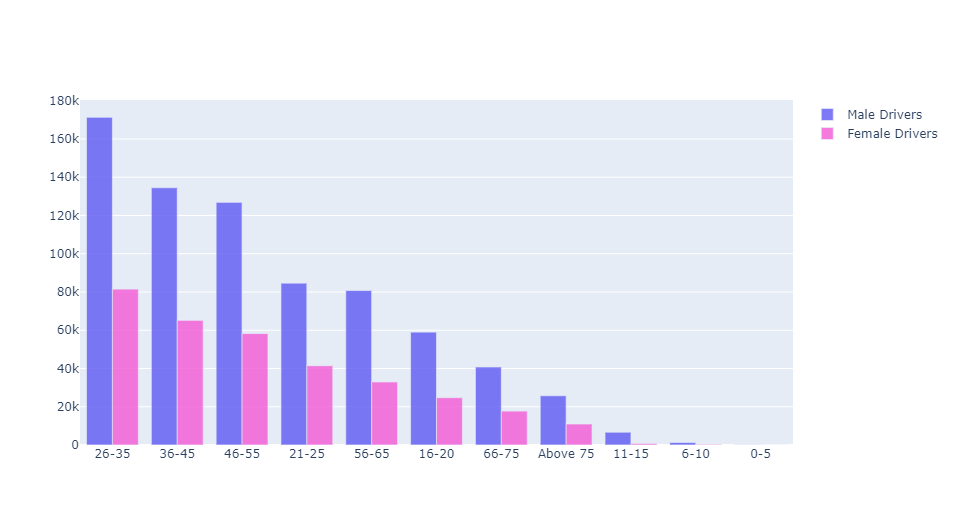 180k
160k
140k
120k
100k
80k
60k
40k
20k
0
26-35 36-45 46-55 21-25 56-65 16-20 66-75 Above 75 11-15 6-10 0-5
Male Drivers
Female Drivers